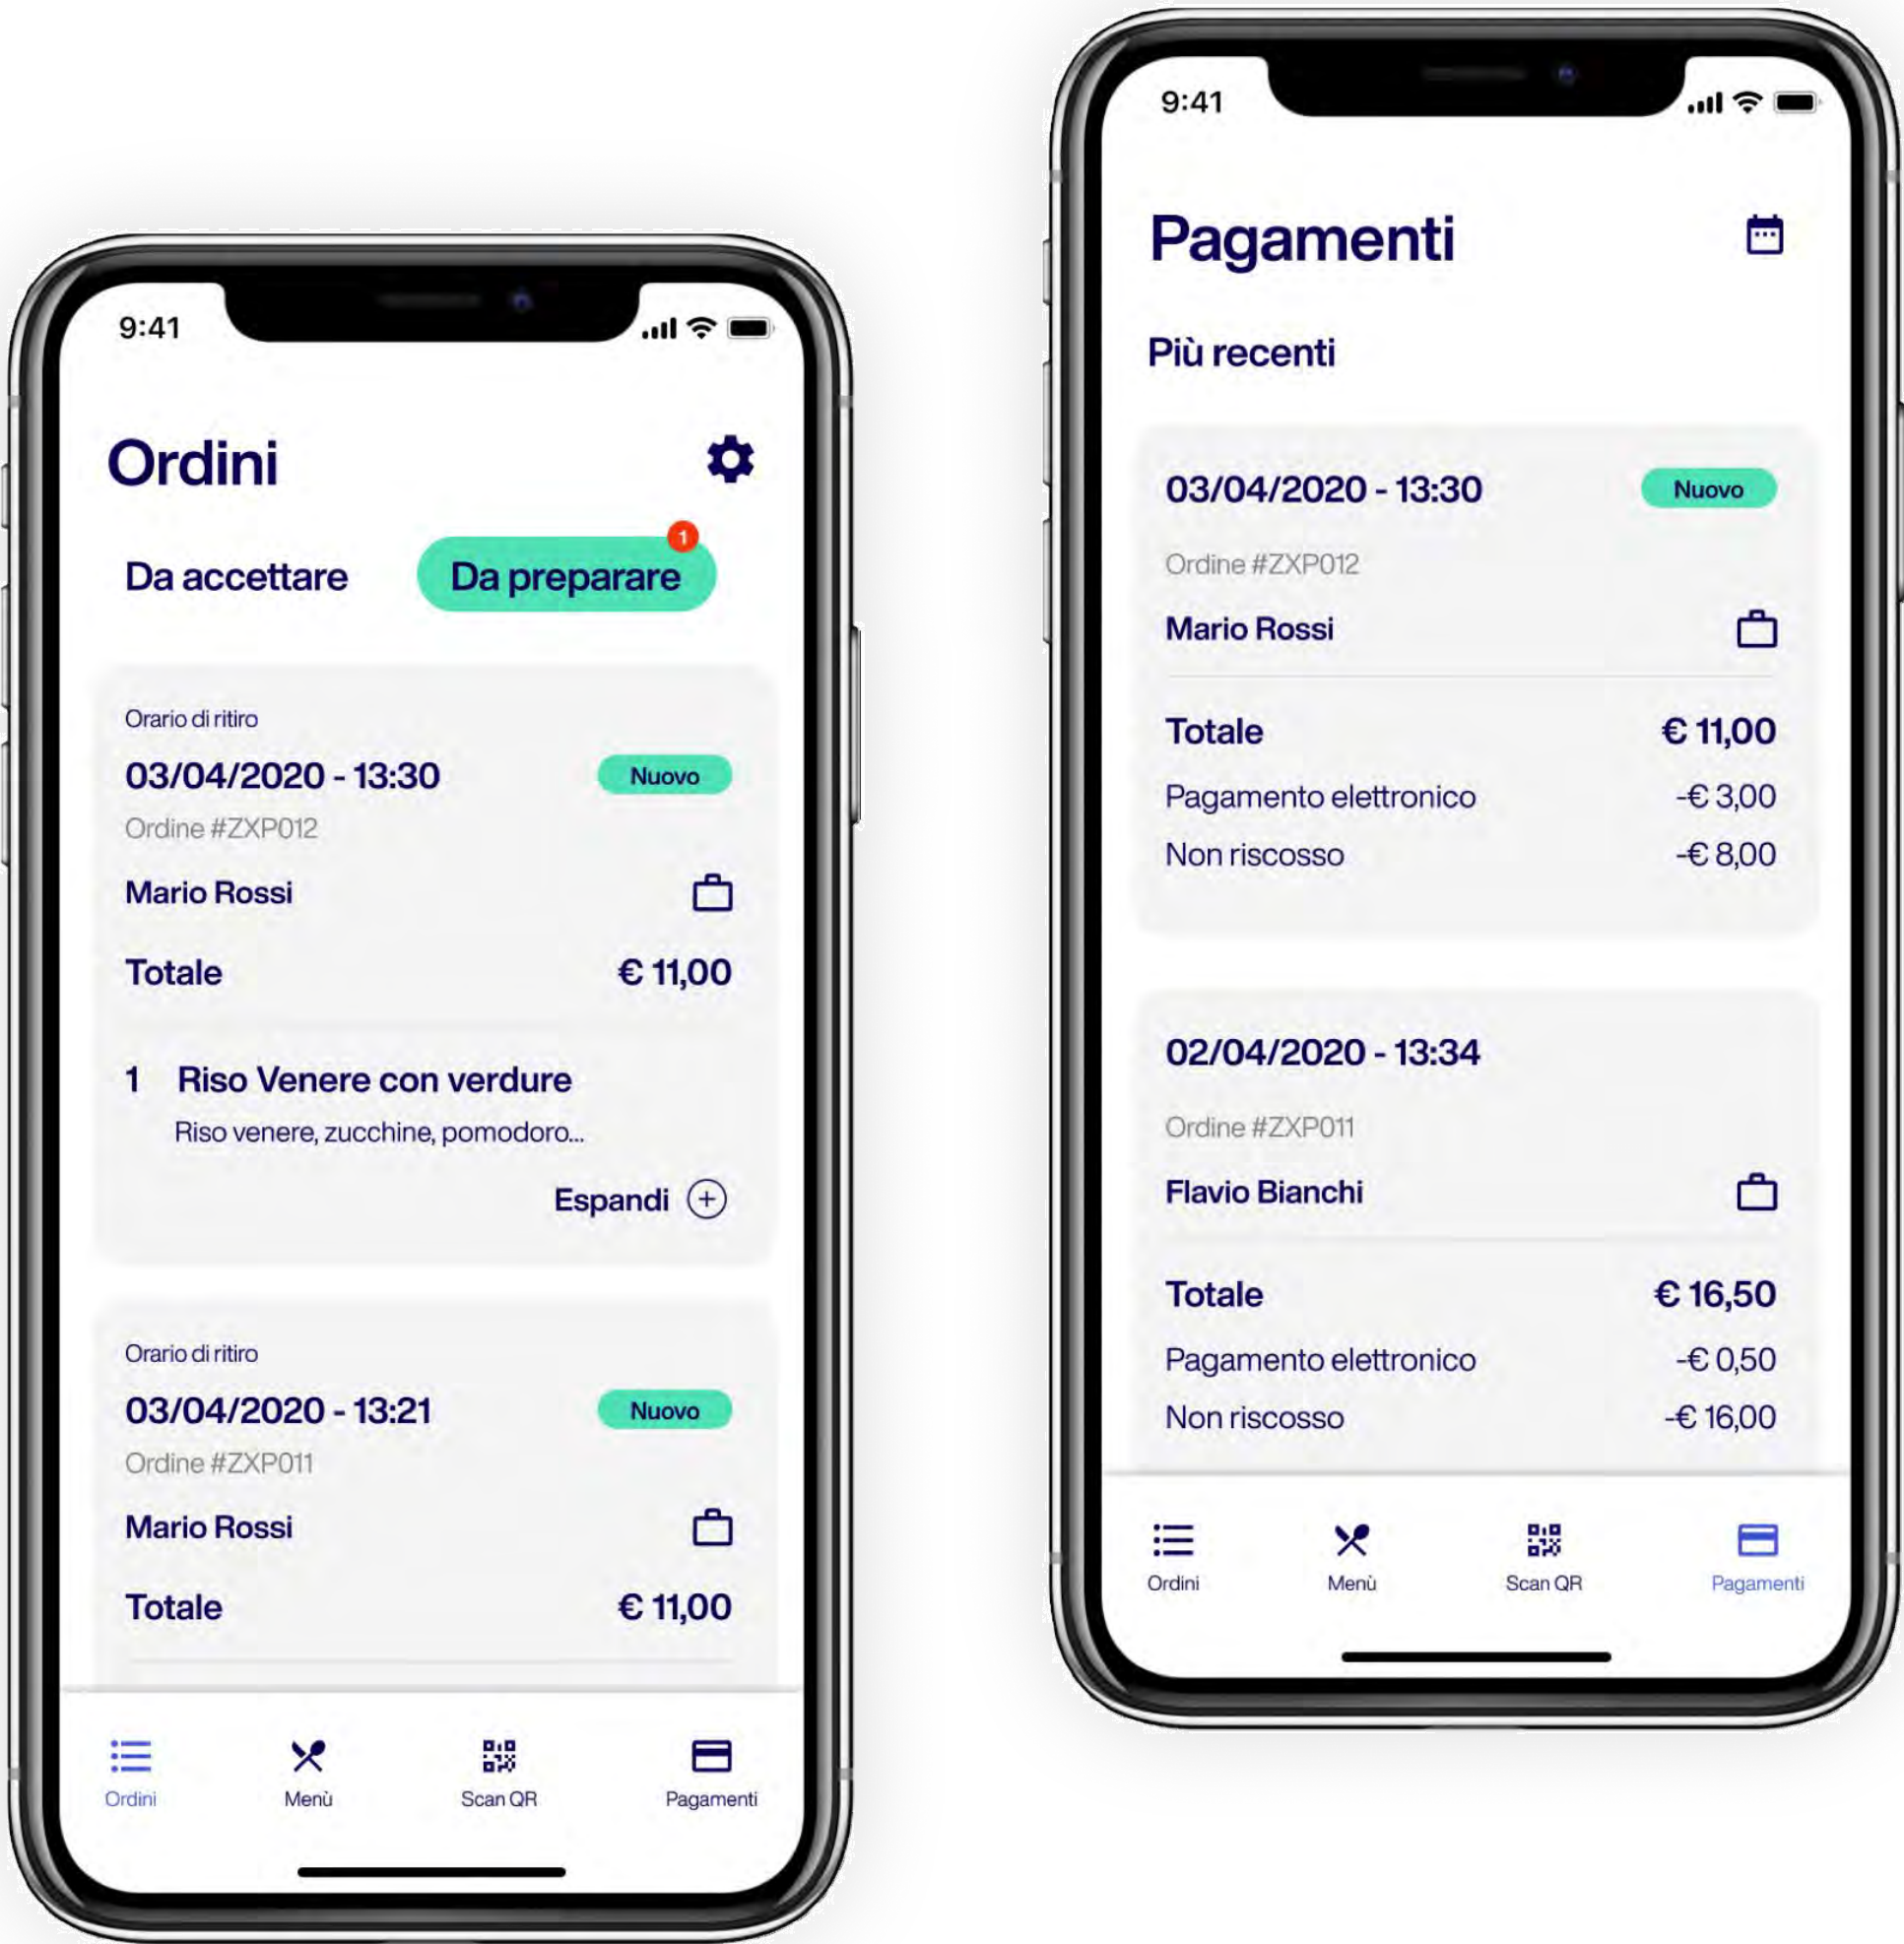 9:41
Ordini
Da accettare
Da preparare
1
Orario di ritiro
03/04/2020 - 13:30
Nuovo
Ordine #ZXP012
Mario Rossi
Totale
€ 11,00
1
Riso Venere con verdure
Riso venere, zucchine, pomodoro...
Espandi
Orario di ritiro
03/04/2020 - 13:21
Nuovo
Ordine #ZXP011
Mario Rossi
Totale
€ 11,00
Ordini
Menù
Scan QR
Pagamenti
9:41
Pagamenti
Più recenti
03/04/2020 - 13:30
Nuovo
Ordine #ZXP012
Mario Rossi
Totale
€ 11,00
Pagamento elettronico
-€ 3,00
Non riscosso
-€ 8,00
02/04/2020 - 13:34
Ordine #ZXP011
Flavio Bianchi
Totale
€ 16,50
Pagamento elettronico
-€ 0,50
Non riscosso
-€ 16,00
Ordini
Menù
Scan QR
Pagamenti